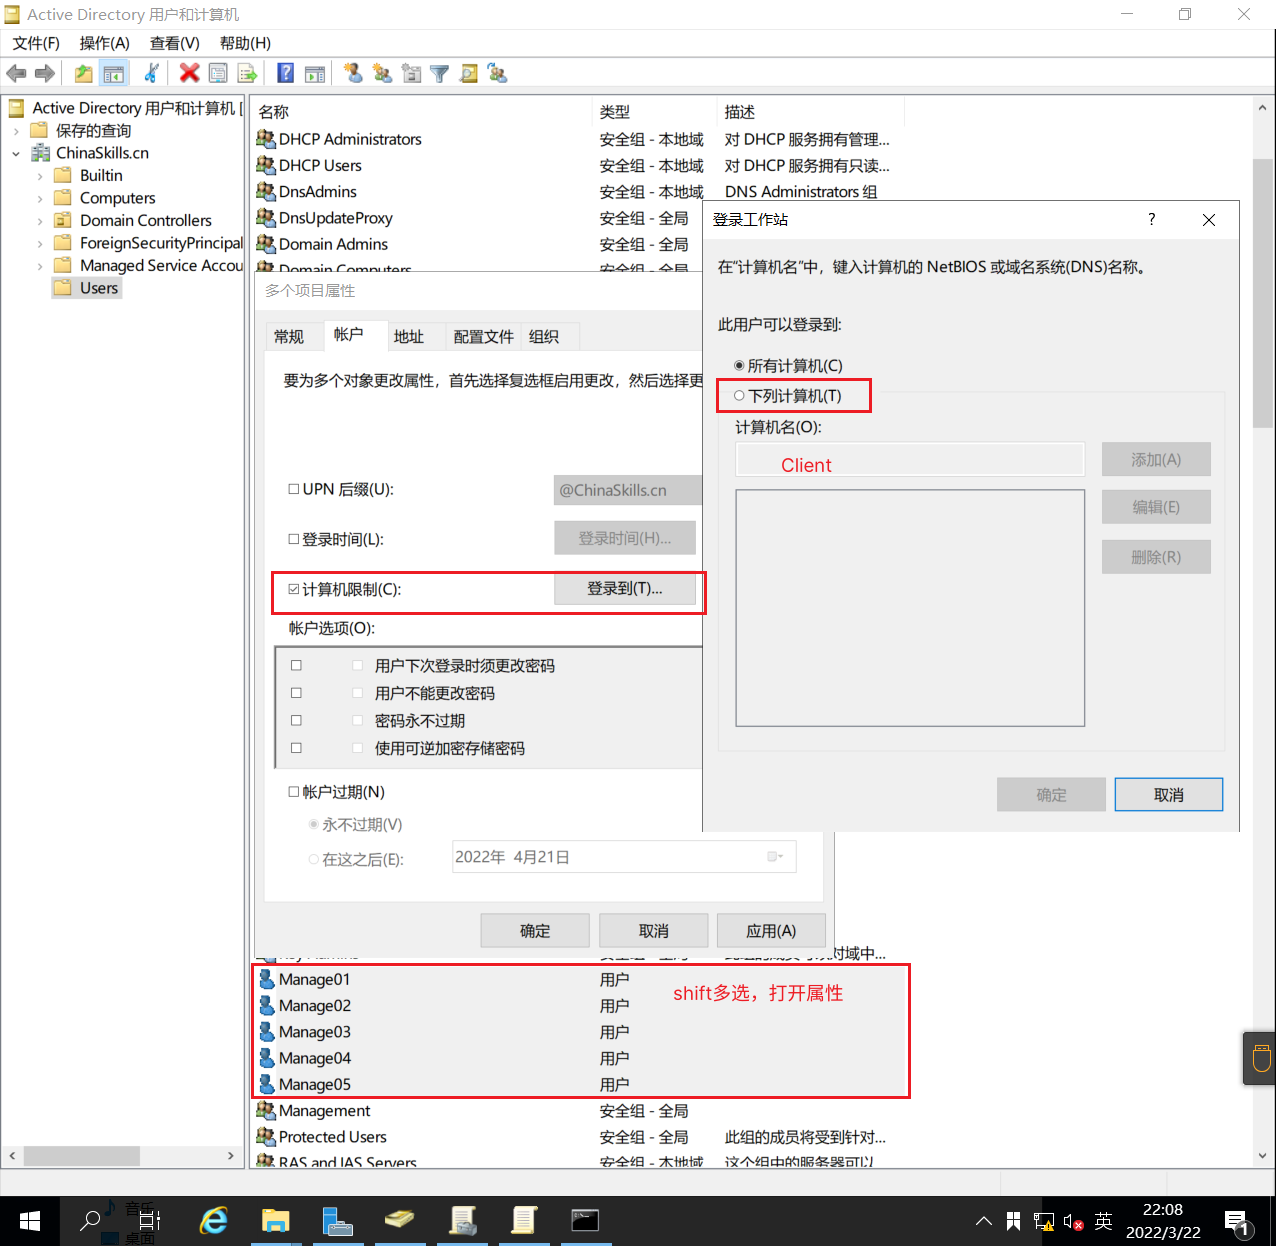 Active Directory 用户和计算机
文件(F) 操作(A) 查看(V) 帮助(H)
Active Directory 用户和计算机 [
保存的查询
ChinaSkills.cn
Builtin
Computers
Domain Controllers
ForeignSecurityPrincipal
Managed Service Accou
Users
名称 类型 描述
DHCP Administrators 安全组 - 本地域 对 DHCP 服务拥有管理...
DHCP Users 安全组 - 本地域 对 DHCP 服务拥有只读...
DnsAdmins 安全组 - 本地域 DNS Administrators 组
DnsUpdateProxy 安全组 - 全局
Domain Admins 安全组 - 全局
Domain Computers 安全组 - 全局
多个项目属性
常规 帐户 地址 配置文件 组织
要为多个对象更改属性，首先选择复选框启用更改，然后选择更
UPN 后缀(U): @ChinaSkills.cn
登录时间(L): 登录时间(H)...
计算机限制(C): 登录到(T)...
帐户选项(O):
用户下次登录时须更改密码
用户不能更改密码
密码永不过期
使用可逆加密存储密码
帐户过期(N)
永不过期(V)
在这之后(E): 2022年 4月21日
确定 取消 应用(A)
登录工作站 ?
在“计算机名”中，键入计算机的 NetBIOS 或域名系统(DNS)名称。
此用户可以登录到:
所有计算机(C)
下列计算机(T)
计算机名(O):
Client 添加(A)
编辑(E)
删除(R)
确定 取消
Key Admins 安全组 - 全局 此组的成员可以对域中...
Manage01 用户
shift多选，打开属性
Manage02 用户
Manage03 用户
Manage04 用户
Manage05 用户
Management 安全组 - 全局
Protected Users 安全组 - 全局 此组的成员将受到针对...
RAS and IAS Servers 安全组 - 本地域 这个组中的服务器可以
音乐
桌面
英
22:08
2022/3/22
1